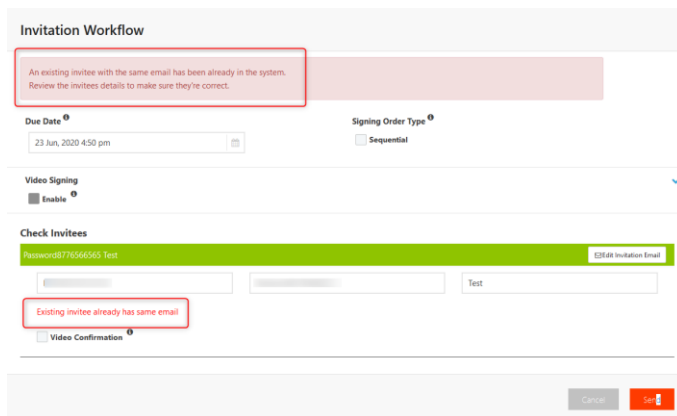 Invitation Workflow
An existing invitee with the same email has been already in the system.
Review the invitees details to make sure they're correct.
Due Date
Signing Order Type
23 Jun, 2020 4:50 pm
Sequential
Video Signing
Enable
Check Invitees
Password8776566565 Test
Edit Invitation Email
Test
Existing invitee already has same email
Video Confirmation
Cancel
Send